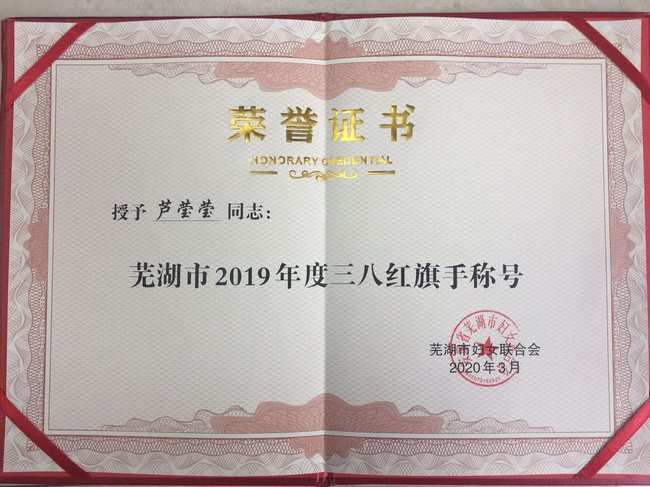 荣誉证书
HONORARY CREDENTIAL
授予 芦莹莹 同志：
芜湖市2019年度三八红旗手称号
芜湖市妇女联合会
2020年3月